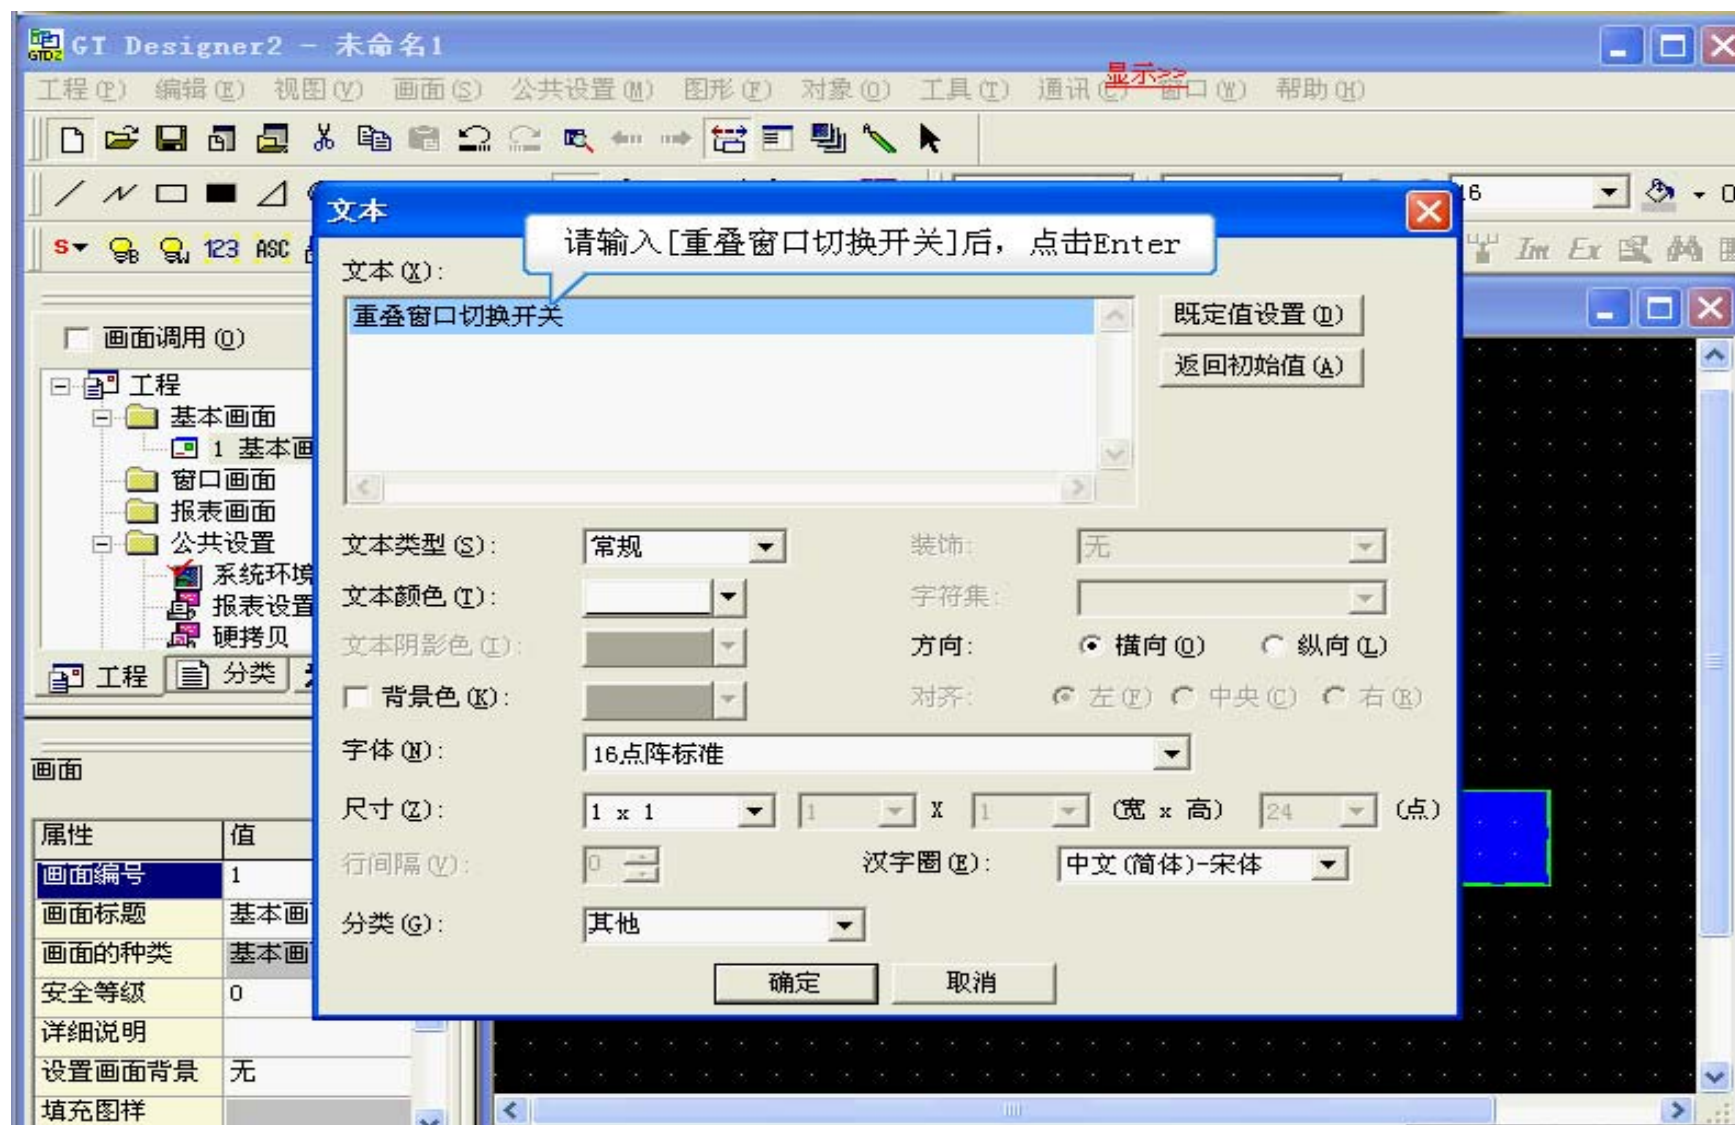 GT Designer2 - 未命名1
工程(P) 编辑(E) 视图(V) 画面(S) 公共设置(M) 图形(F) 对象(O) 工具(T) 通讯(C) 窗口(W) 帮助(H)
显示>>
16
S 123 ASC
Im Ex
文本
请输入[重叠窗口切换开关]后，点击Enter
文本(X):
重叠窗口切换开关
既定值设置(D)
返回初始值(A)
画面调用(O)
工程
基本画面
1 基本画
窗口画面
报表画面
公共设置
系统环境
报表设置
硬拷贝
工程 分类
文本类型(S): 常规 装饰: 无
文本颜色(T): 字符集:
文本阴影色(I): 方向: 横向(O) 纵向(L)
背景色(K): 对齐: 左(F) 中央(C) 右(R)
字体(N): 16点阵标准
尺寸(Z): 1 x 1 1 X 1 (宽 x 高) 24 (点)
行间隔(V): 0 汉字圈(E): 中文(简体)-宋体
分类(G): 其他
确定 取消
画面
属性 值
画面编号 1
画面标题 基本画
画面的种类 基本画
安全等级 0
详细说明
设置画面背景 无
填充图样